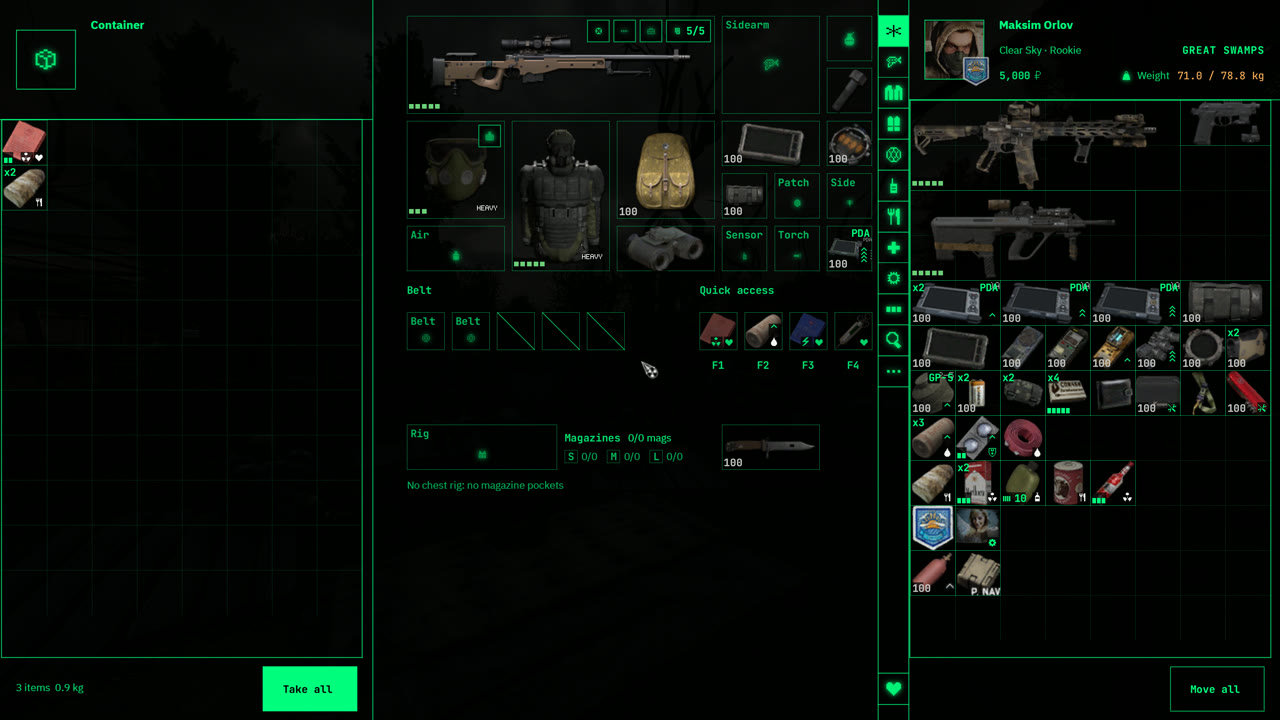 Container
x2
3 items 0.9 kg
Take all
5/5
Sidearm
HEAVY
HEAVY
100
100
100
100
Patch
Side
Air
Sensor
Torch
PDA
100
Belt
Quick access
Belt
Belt
F1
F2
F3
F4
Rig
Magazines 0/0 mags
S 0/0 M 0/0 L 0/0
100
No chest rig: no magazine pockets
Maksim Orlov
Clear Sky · Rookie
GREAT SWAMPS
5,000 ₽
Weight 71.0 / 78.8 kg
x2 PDA PDA PDA
100 100 100 100
x2
100 100 100 100 100 100 100
GP-5 x2 x2 x4
100 100 100 100
x3
x2
10
100
P. NAV
Move all